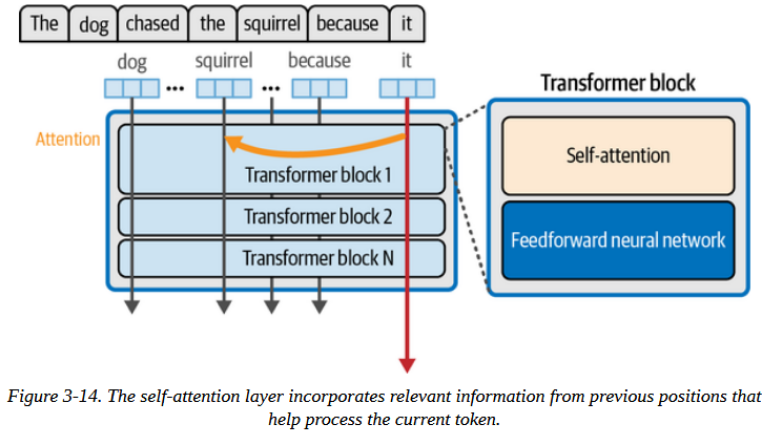 The dog chased the squirrel because it
dog ... squirrel ... because it
Transformer block
Attention
Self-attention
Transformer block 1
Transformer block 2
Feedforward neural network
Transformer block N
Figure 3-14. The self-attention layer incorporates relevant information from previous positions that
help process the current token.